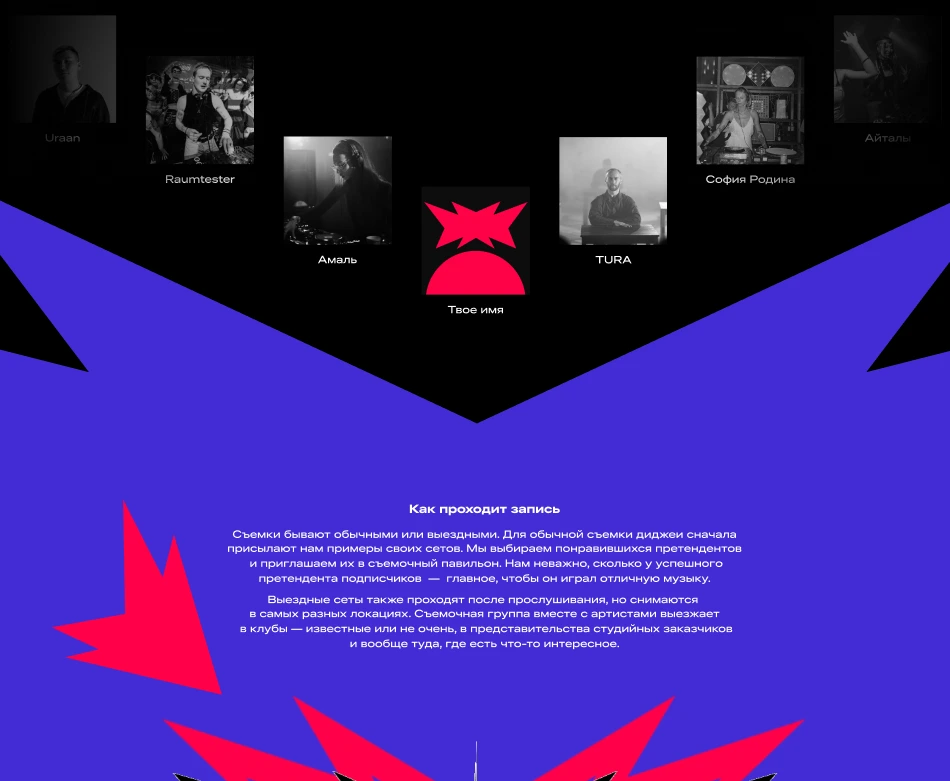 Uraan
Айталы
Raumtester
София Родина
Амаль
TURA
Твое имя
Как проходит запись
Съемки бывают обычными или выездными. Для обычной съемки диджеи сначала
присылают нам примеры своих сетов. Мы выбираем понравившихся претендентов
и приглашаем их в съемочный павильон. Нам неважно, сколько у успешного
претендента подписчиков — главное, чтобы он играл отличную музыку.
Выездные сеты также проходят после прослушивания, но снимаются
в самых разных локациях. Съемочная группа вместе с артистами выезжает
в клубы — известные или не очень, в представительства студийных заказчиков
и вообще туда, где есть что-то интересное.